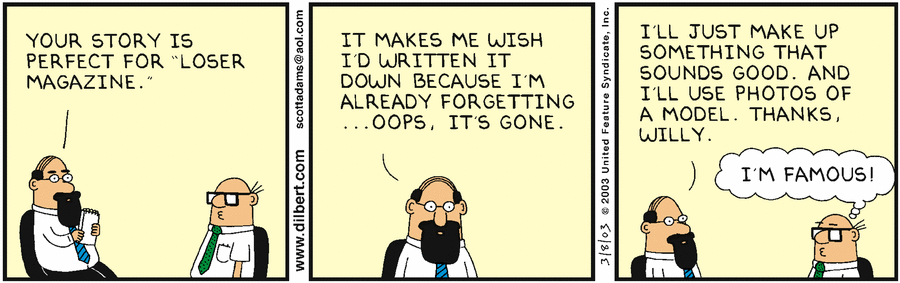 YOUR STORY IS
PERFECT FOR "LOSER
MAGAZINE."
www.dilbert.com scottadams@aol.com
IT MAKES ME WISH
I'D WRITTEN IT
DOWN BECAUSE I'M
ALREADY FORGETTING
...OOPS, IT'S GONE.
3/8/03 © 2003 United Feature Syndicate, Inc.
I'LL JUST MAKE UP
SOMETHING THAT
SOUNDS GOOD. AND
I'LL USE PHOTOS OF
A MODEL. THANKS,
WILLY.
I'M FAMOUS!